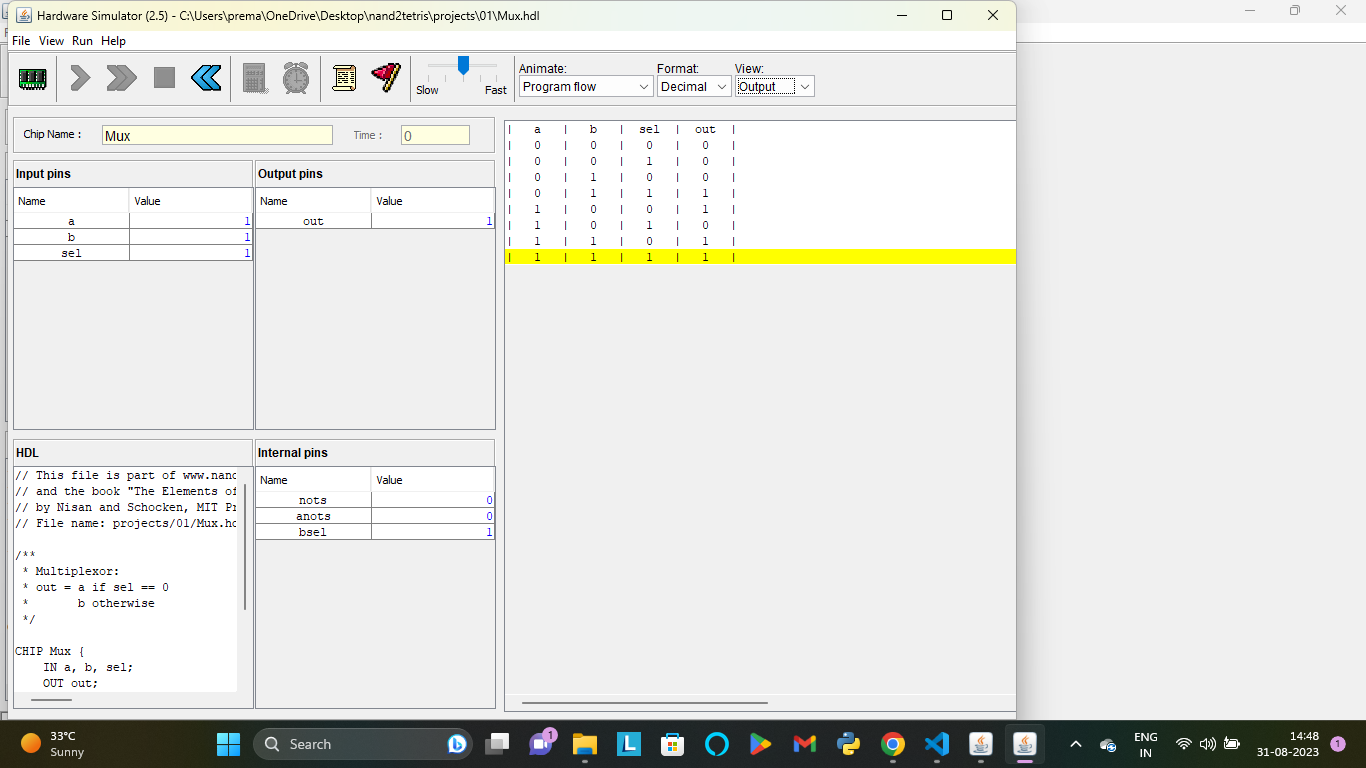 Hardware Simulator (2.5) - C:\Users\prema\OneDrive\Desktop\nand2tetris\projects\01\Mux.hdl
File View Run Help
Slow Fast
Animate: Format: View:
Program flow Decimal Output
Chip Name : Mux Time : 0
Input pins
Name Value
a 1
b 1
sel 1
Output pins
Name Value
out 1
| a | b | sel | out |
| 0 | 0 | 0 | 0 |
| 0 | 0 | 1 | 0 |
| 0 | 1 | 0 | 0 |
| 0 | 1 | 1 | 1 |
| 1 | 0 | 0 | 1 |
| 1 | 0 | 1 | 0 |
| 1 | 1 | 0 | 1 |
| 1 | 1 | 1 | 1 |
HDL
// This file is part of www.nand
// and the book "The Elements of
// by Nisan and Schocken, MIT Pr
// File name: projects/01/Mux.hd
/**
* Multiplexor:
* out = a if sel == 0
* b otherwise
*/
CHIP Mux {
IN a, b, sel;
OUT out;
Internal pins
Name Value
nots 0
anots 0
bsel 1
33°C
Sunny
Search
1
L
ENG
IN
14:48
31-08-2023
1